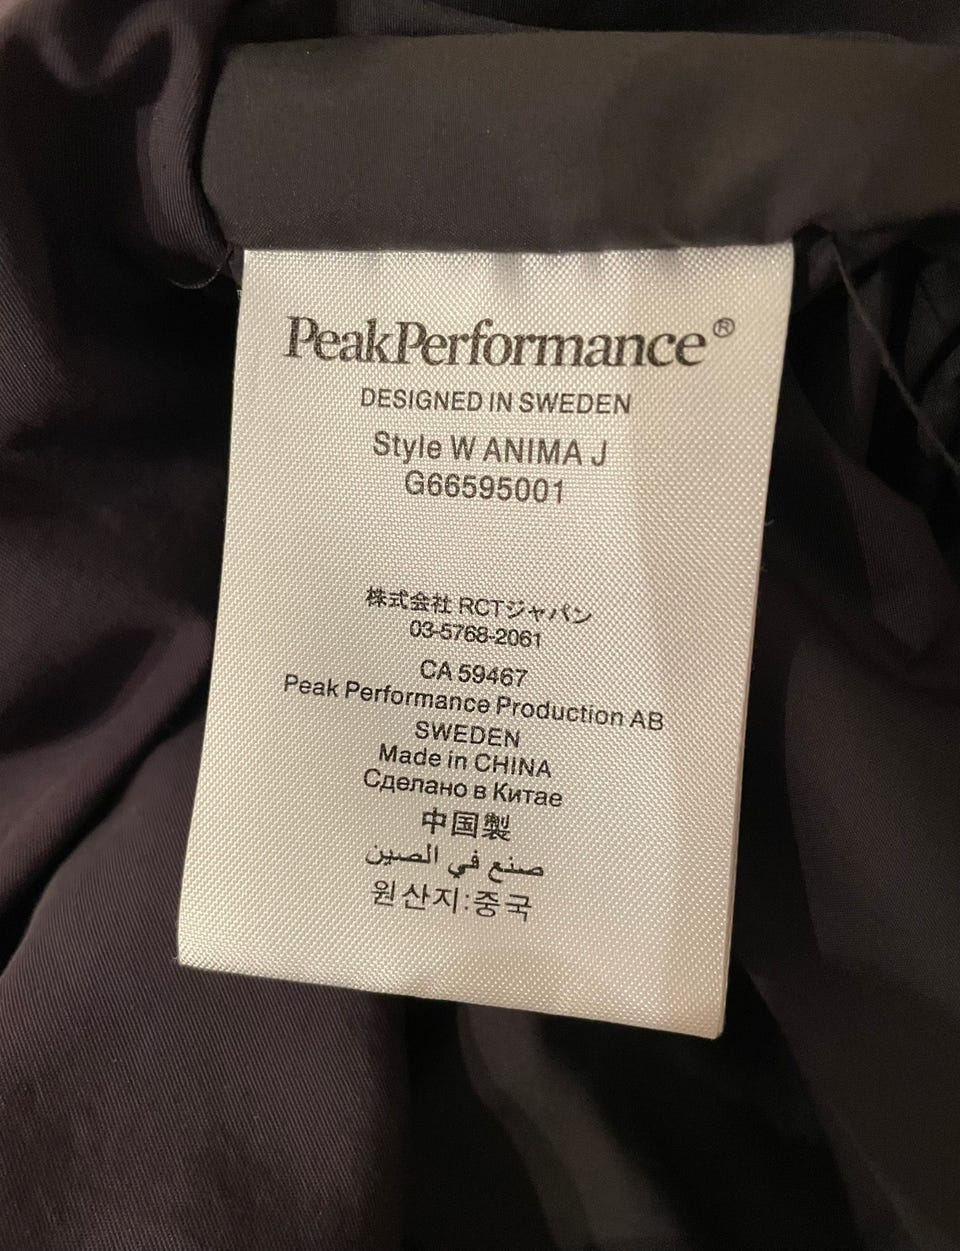 PeakPerformance®
DESIGNED IN SWEDEN
Style W ANIMA J
G66595001
株式会社 RCTジャパン
03-5768-2061
CA 59467
Peak Performance Production AB
SWEDEN
Made in CHINA
Сделано в Китае
中国製
صنع في الصين
원산지:중국